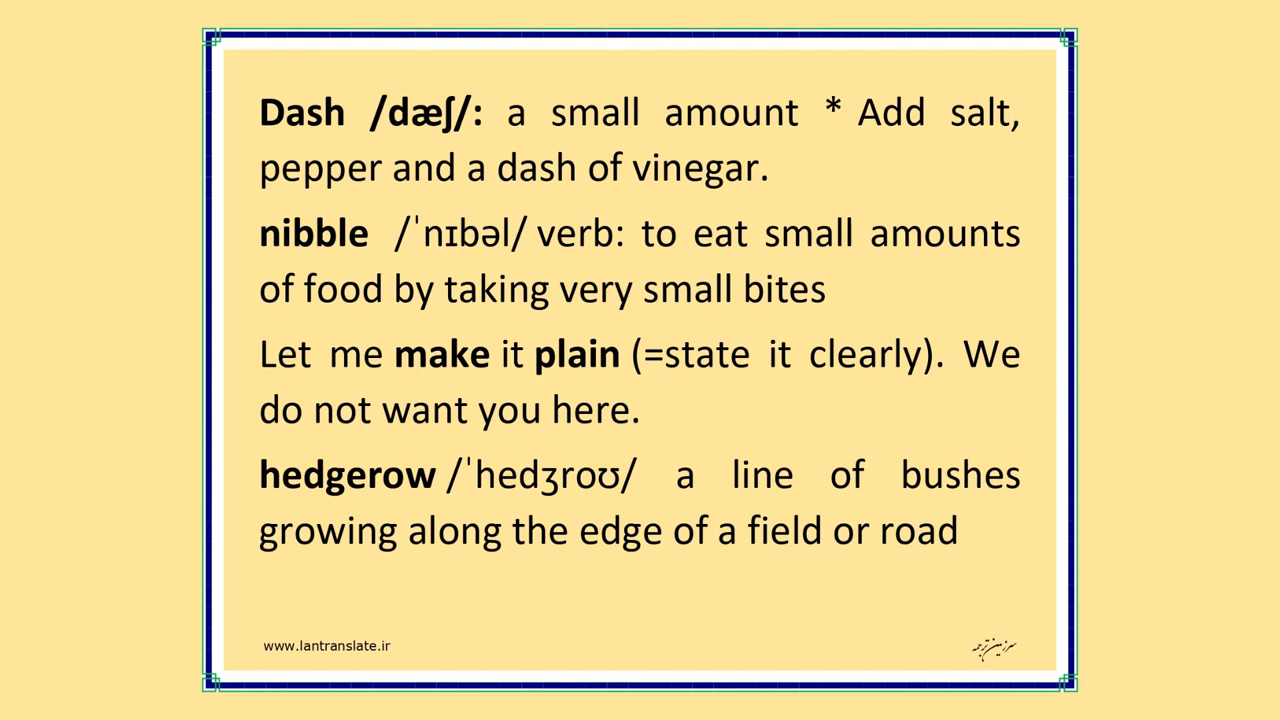 Dash /dæʃ/: a small amount * Add salt,
pepper and a dash of vinegar.
nibble /ˈnɪbəl/ verb: to eat small amounts
of food by taking very small bites
Let me make it plain (=state it clearly). We
do not want you here.
hedgerow /ˈhedʒroʊ/ a line of bushes
growing along the edge of a field or road
www.lantranslate.ir
سرزمین ترجمه